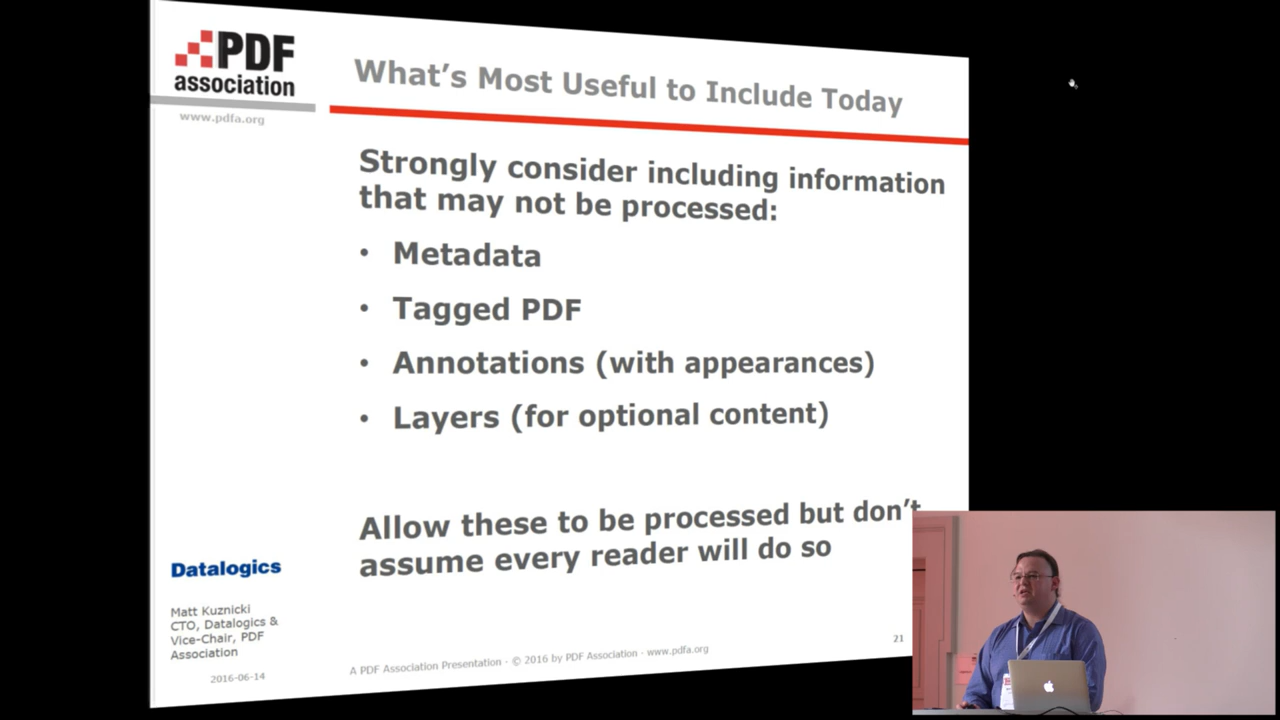 PDF
association
www.pdfa.org
What's Most Useful to Include Today
Strongly consider including information
that may not be processed:
• Metadata
• Tagged PDF
• Annotations (with appearances)
• Layers (for optional content)
Allow these to be processed but don't
assume every reader will do so
Datalogics
Matt Kuznicki
CTO, Datalogics &
Vice-Chair, PDF
Association
2016-06-14
A PDF Association Presentation · © 2016 by PDF Association · www.pdfa.org
21